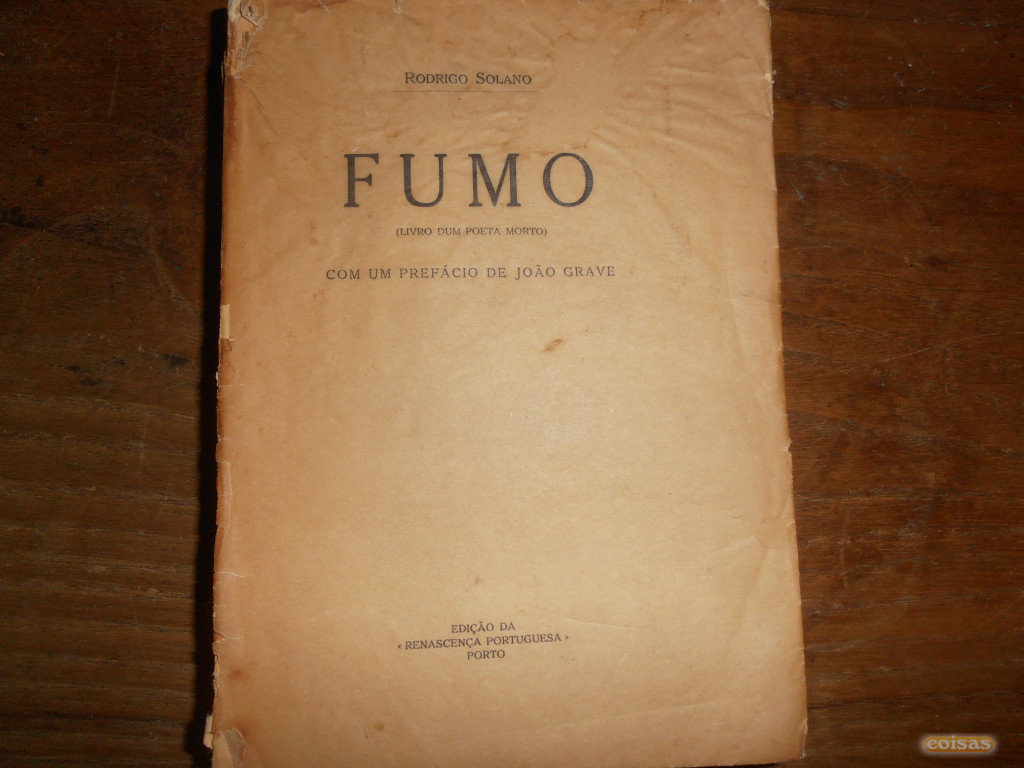 RODRIGO SOLANO
FUMO
(LIVRO DUM POETA MORTO)
COM UM PREFÁCIO DE JOÃO GRAVE
EDIÇÃO DA
‹RENASCENÇA PORTUGUESA›
PORTO
coisas